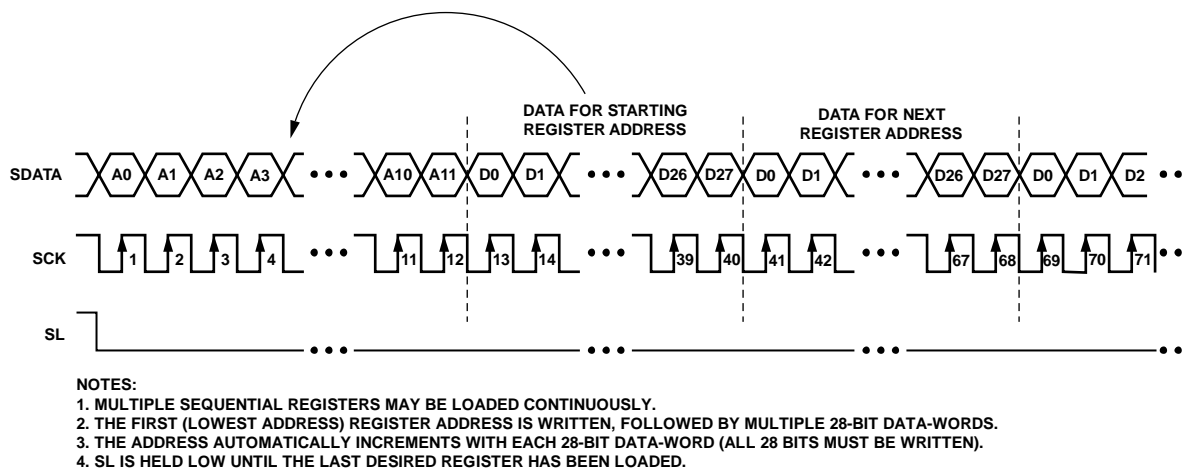 DATA FOR STARTING
REGISTER ADDRESS
DATA FOR NEXT
REGISTER ADDRESS
SDATA A0 A1 A2 A3 ••• A10 A11 D0 D1 ••• D26 D27 D0 D1 ••• D26 D27 D0 D1 D2 ••
SCK 1 2 3 4 ••• 11 12 13 14 ••• 39 40 41 42 ••• 67 68 69 70 71 ••
SL ••• ••• ••• ••
NOTES:
1. MULTIPLE SEQUENTIAL REGISTERS MAY BE LOADED CONTINUOUSLY.
2. THE FIRST (LOWEST ADDRESS) REGISTER ADDRESS IS WRITTEN, FOLLOWED BY MULTIPLE 28-BIT DATA-WORDS.
3. THE ADDRESS AUTOMATICALLY INCREMENTS WITH EACH 28-BIT DATA-WORD (ALL 28 BITS MUST BE WRITTEN).
4. SL IS HELD LOW UNTIL THE LAST DESIRED REGISTER HAS BEEN LOADED.